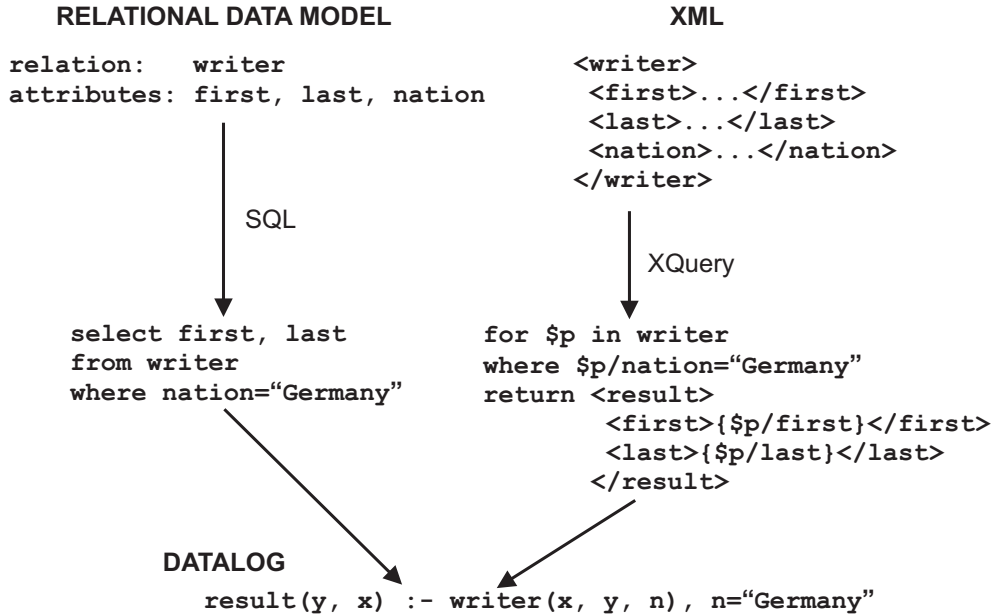 RELATIONAL DATA MODEL
relation: writer
attributes: first, last, nation
SQL
select first, last
from writer
where nation=“Germany”
XML
<writer>
<first>...</first>
<last>...</last>
<nation>...</nation>
</writer>
XQuery
for $p in writer
where $p/nation=“Germany”
return <result>
<first>{$p/first}</first>
<last>{$p/last}</last>
</result>
DATALOG
result(y, x) :- writer(x, y, n), n=“Germany”